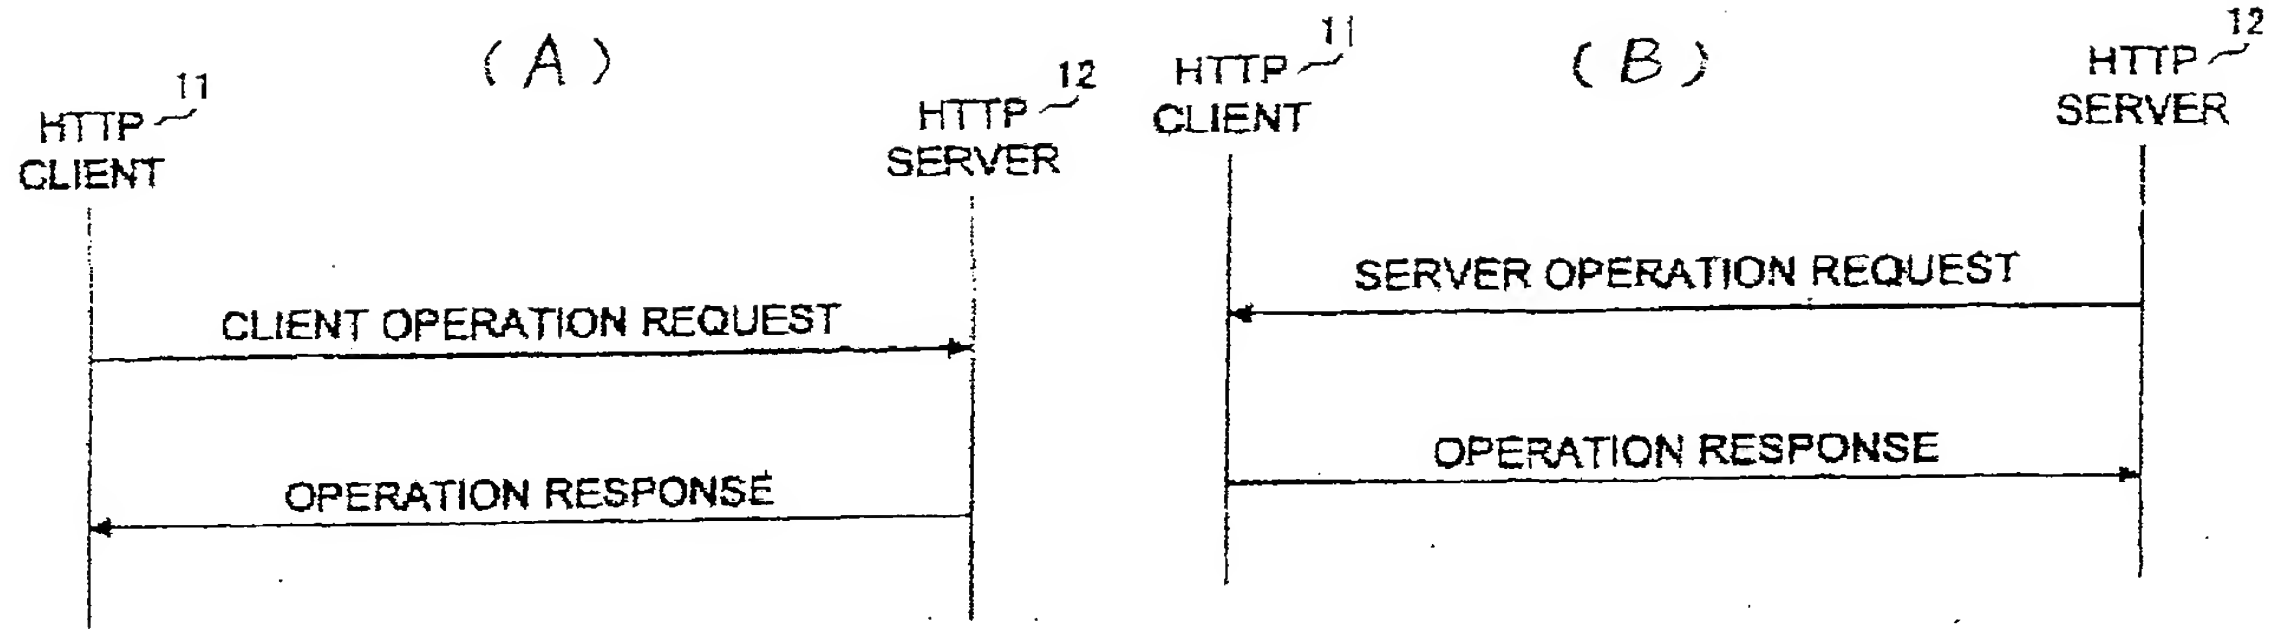 (A)
11
HTTP
CLIENT
12
HTTP
SERVER
CLIENT OPERATION REQUEST
OPERATION RESPONSE
(B)
11
HTTP
CLIENT
12
HTTP
SERVER
SERVER OPERATION REQUEST
OPERATION RESPONSE